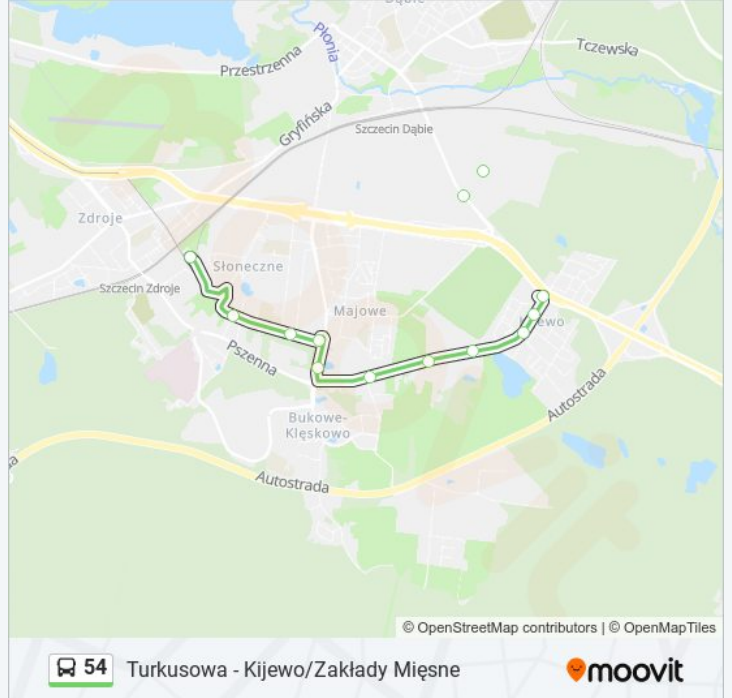 Dąbie
Płonia
Tczewska
Przestrzenna
Gryfińska
Szczecin Dąbie
Zdroje
Słoneczne
Szczecin Zdroje
Majowe
Pszenna
Autostrada
Bukowe-
Klęskowo
Autostrada
© OpenStreetMap contributors | © OpenMapTiles
54 Turkusowa - Kijewo/Zakłady Mięsne moovit